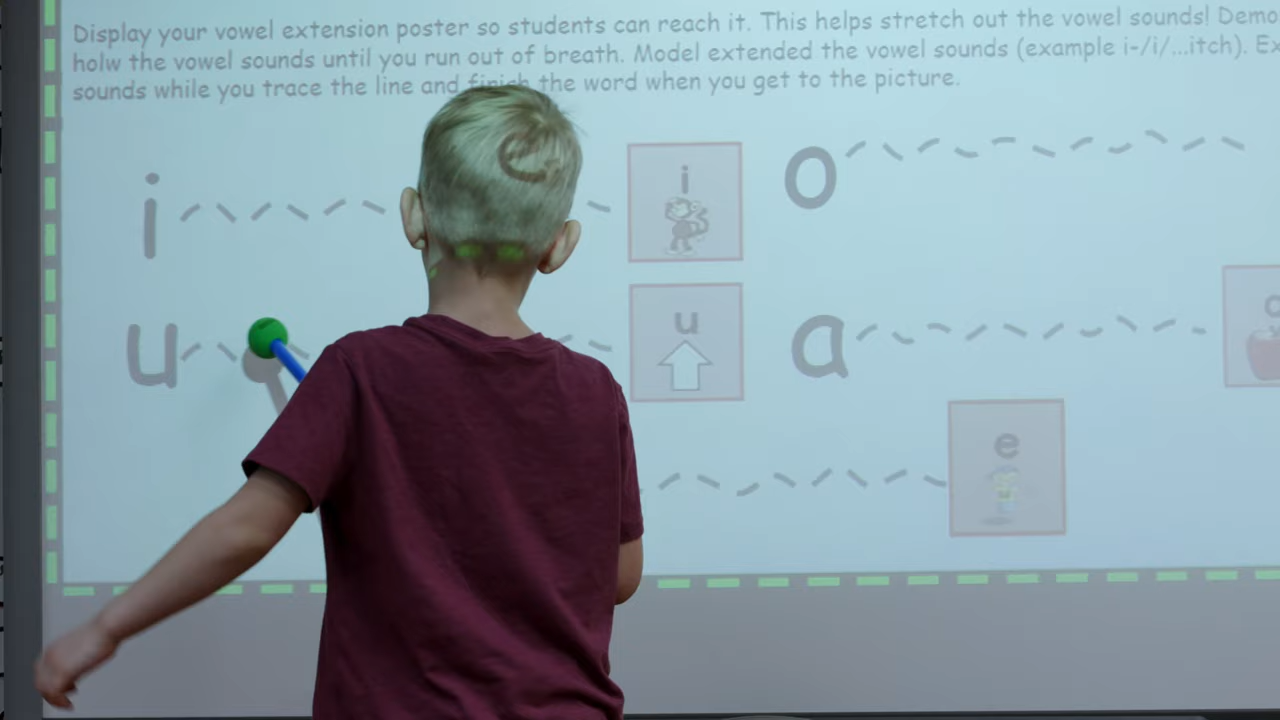 Display your vowel extension poster so students can reach it. This helps stretch out the vowel sounds! Demo
holw the vowel sounds until you run out of breath. Model extended the vowel sounds (example i-/i/...itch). Ex
sounds while you trace the line and finish the word when you get to the picture.
i
i
o
u
u
a
a
e